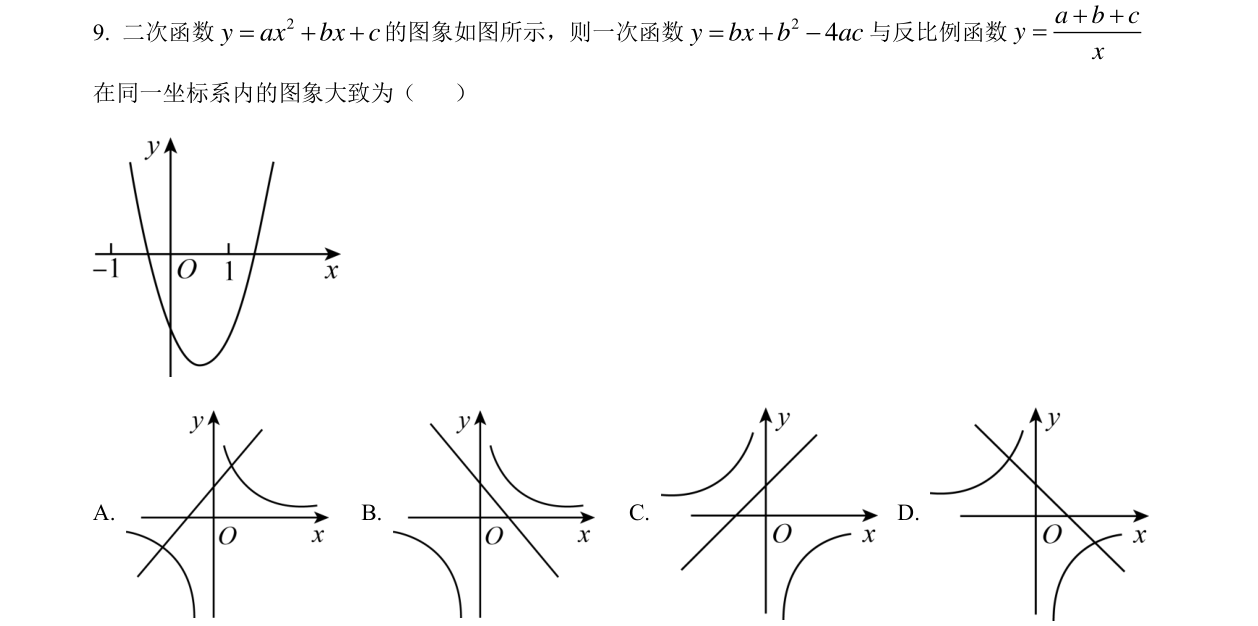 9. 二次函数 y = ax² + bx + c 的图象如图所示，则一次函数 y = bx + b² − 4ac 与反比例函数 y = (a + b + c)/x
在同一坐标系内的图象大致为（ ）
y
−1 O 1 x
y y y y
A. B. C. D.
O x O x O x O x